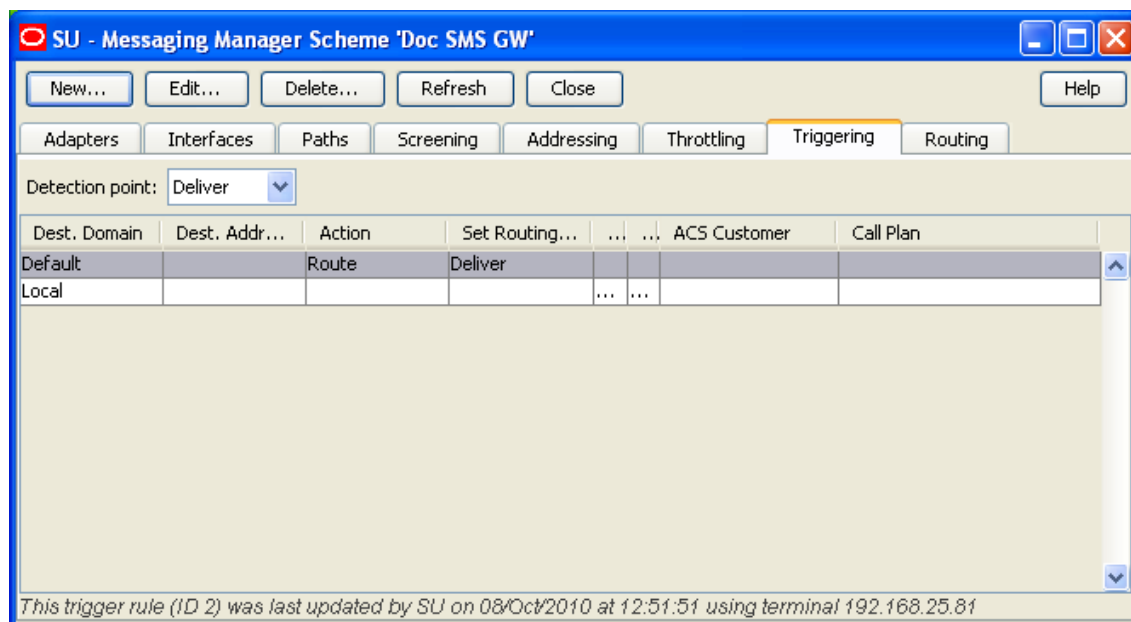 SU - Messaging Manager Scheme 'Doc SMS GW'
New... Edit... Delete... Refresh Close Help
Adapters Interfaces Paths Screening Addressing Throttling Triggering Routing
Detection point: Deliver
Dest. Domain Dest. Addr... Action Set Routing... ... ... ACS Customer Call Plan
Default Route Deliver
Local ... ...
This trigger rule (ID 2) was last updated by SU on 08/Oct/2010 at 12:51:51 using terminal 192.168.25.81